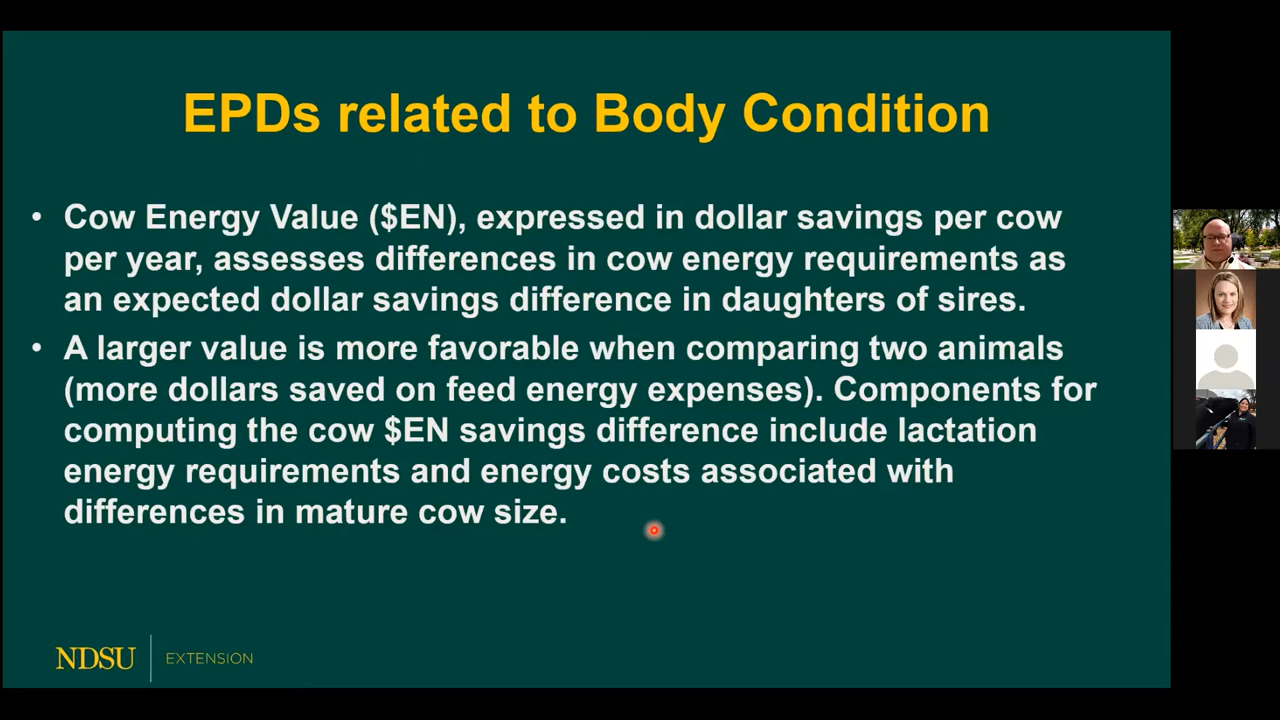 EPDs related to Body Condition
• Cow Energy Value ($EN), expressed in dollar savings per cow
per year, assesses differences in cow energy requirements as
an expected dollar savings difference in daughters of sires.
• A larger value is more favorable when comparing two animals
(more dollars saved on feed energy expenses). Components for
computing the cow $EN savings difference include lactation
energy requirements and energy costs associated with
differences in mature cow size.
NDSU EXTENSION